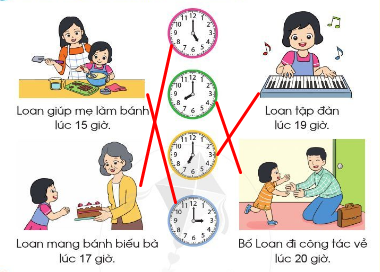 Loan giúp mẹ làm bánh
lúc 15 giờ.
Loan tập đàn
lúc 19 giờ.
Loan mang bánh biếu bà
lúc 17 giờ.
Bố Loan đi công tác về
lúc 20 giờ.